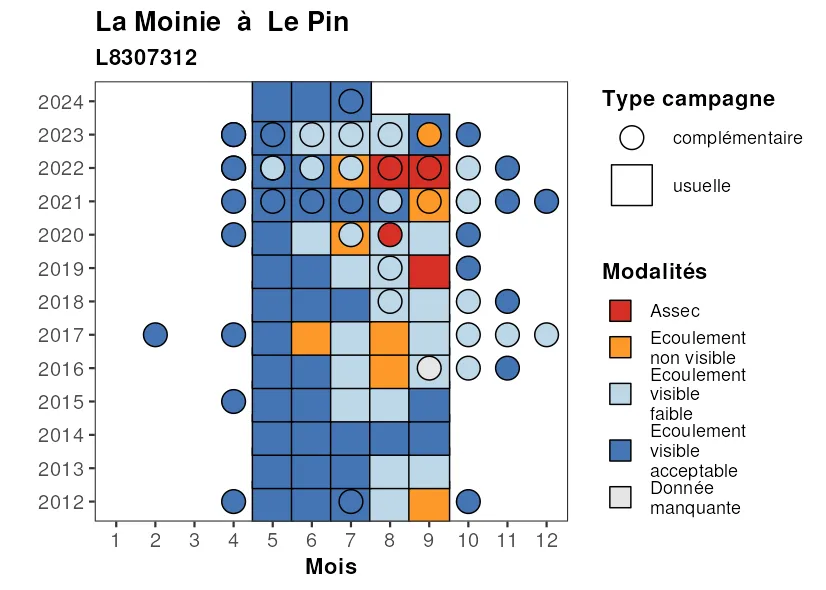 La Moinie à Le Pin
L8307312
2024
2023
2022
2021
2020
2019
2018
2017
2016
2015
2014
2013
2012
1 2 3 4 5 6 7 8 9 10 11 12
Mois
Type campagne
complémentaire
usuelle
Modalités
Assec
Ecoulement
non visible
Ecoulement
visible
faible
Ecoulement
visible
acceptable
Donnée
manquante